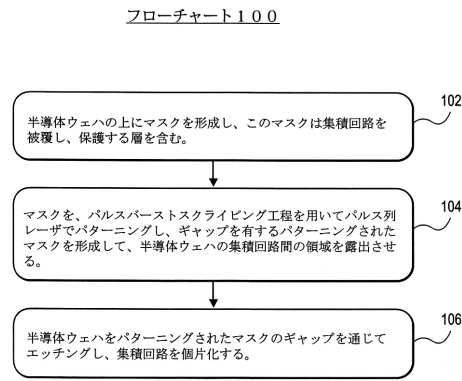 フローチャート１００
102
半導体ウェハの上にマスクを形成し、このマスクは集積回路を
被覆し、保護する層を含む。
104
マスクを、パルスバーストスクライビング工程を用いてパルス列
レーザでパターニングし、ギャップを有するパターニングされた
マスクを形成して、半導体ウェハの集積回路間の領域を露出させ
る。
106
半導体ウェハをパターニングされたマスクのギャップを通じて
エッチングし、集積回路を個片化する。